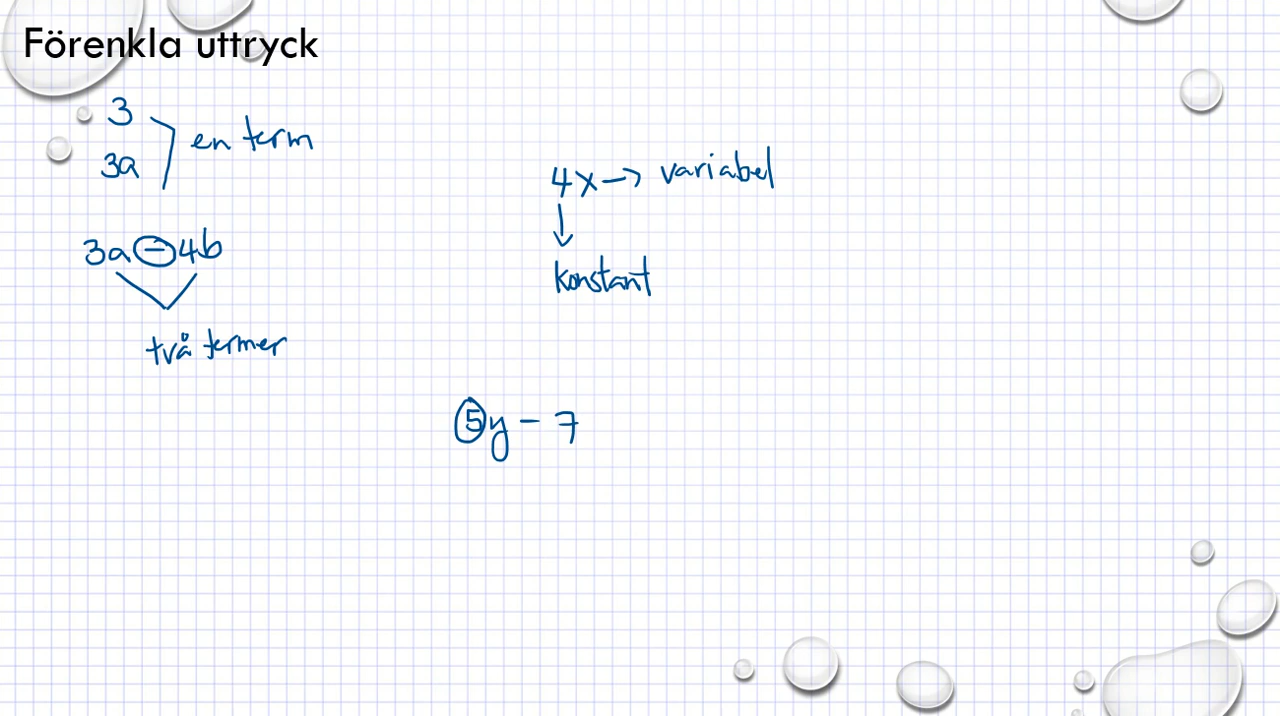 Förenkla uttryck
3
3a
en term
3a - 4b
två termer
4x → variabel
konstant
5y - 7